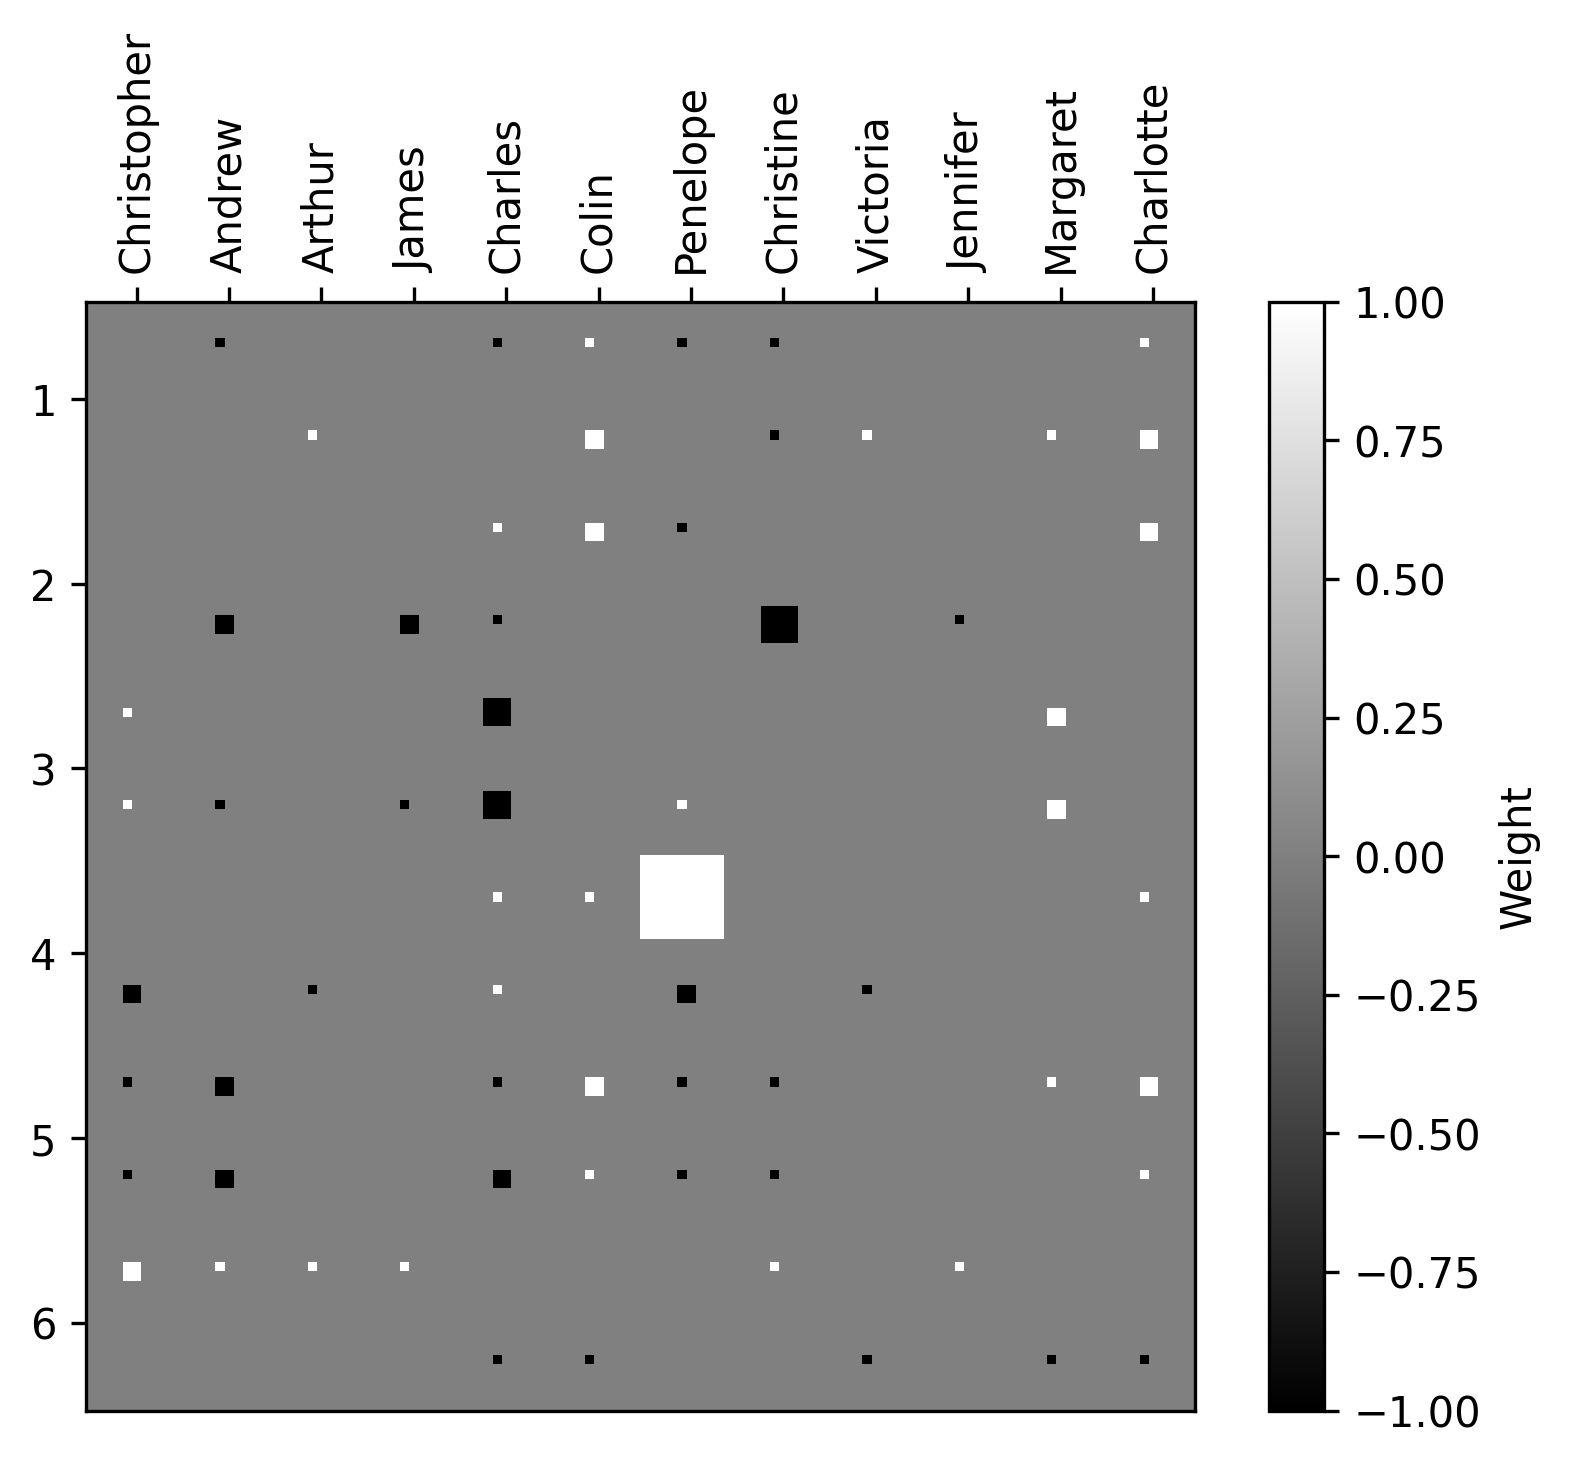 Christopher
Andrew
Arthur
James
Charles
Colin
Penelope
Christine
Victoria
Jennifer
Margaret
Charlotte
1
2
3
4
5
6
1.00
0.75
0.50
0.25
0.00
−0.25
−0.50
−0.75
−1.00
Weight